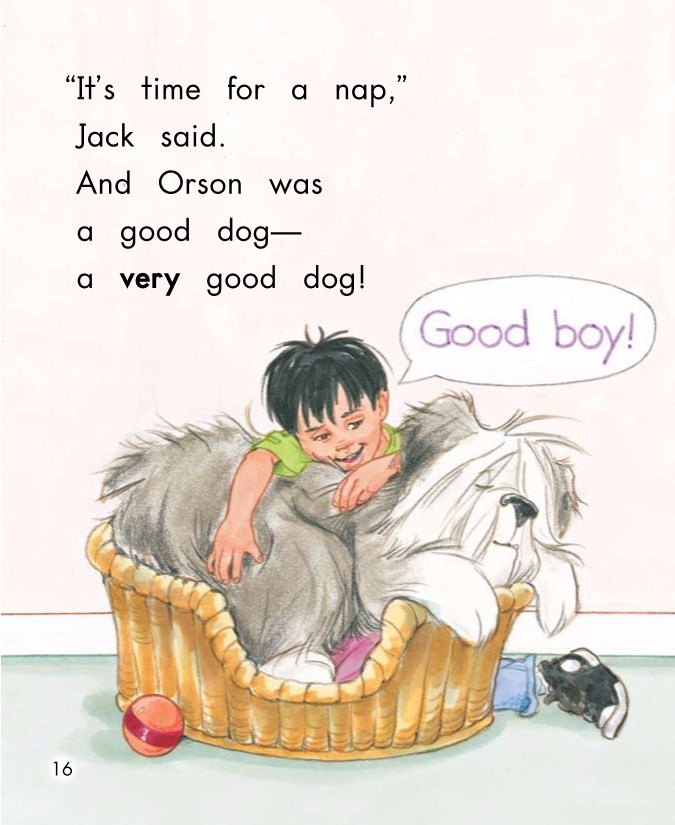 “It’s time for a nap,”
Jack said.
And Orson was
a good dog—
a very good dog!
Good boy!
16